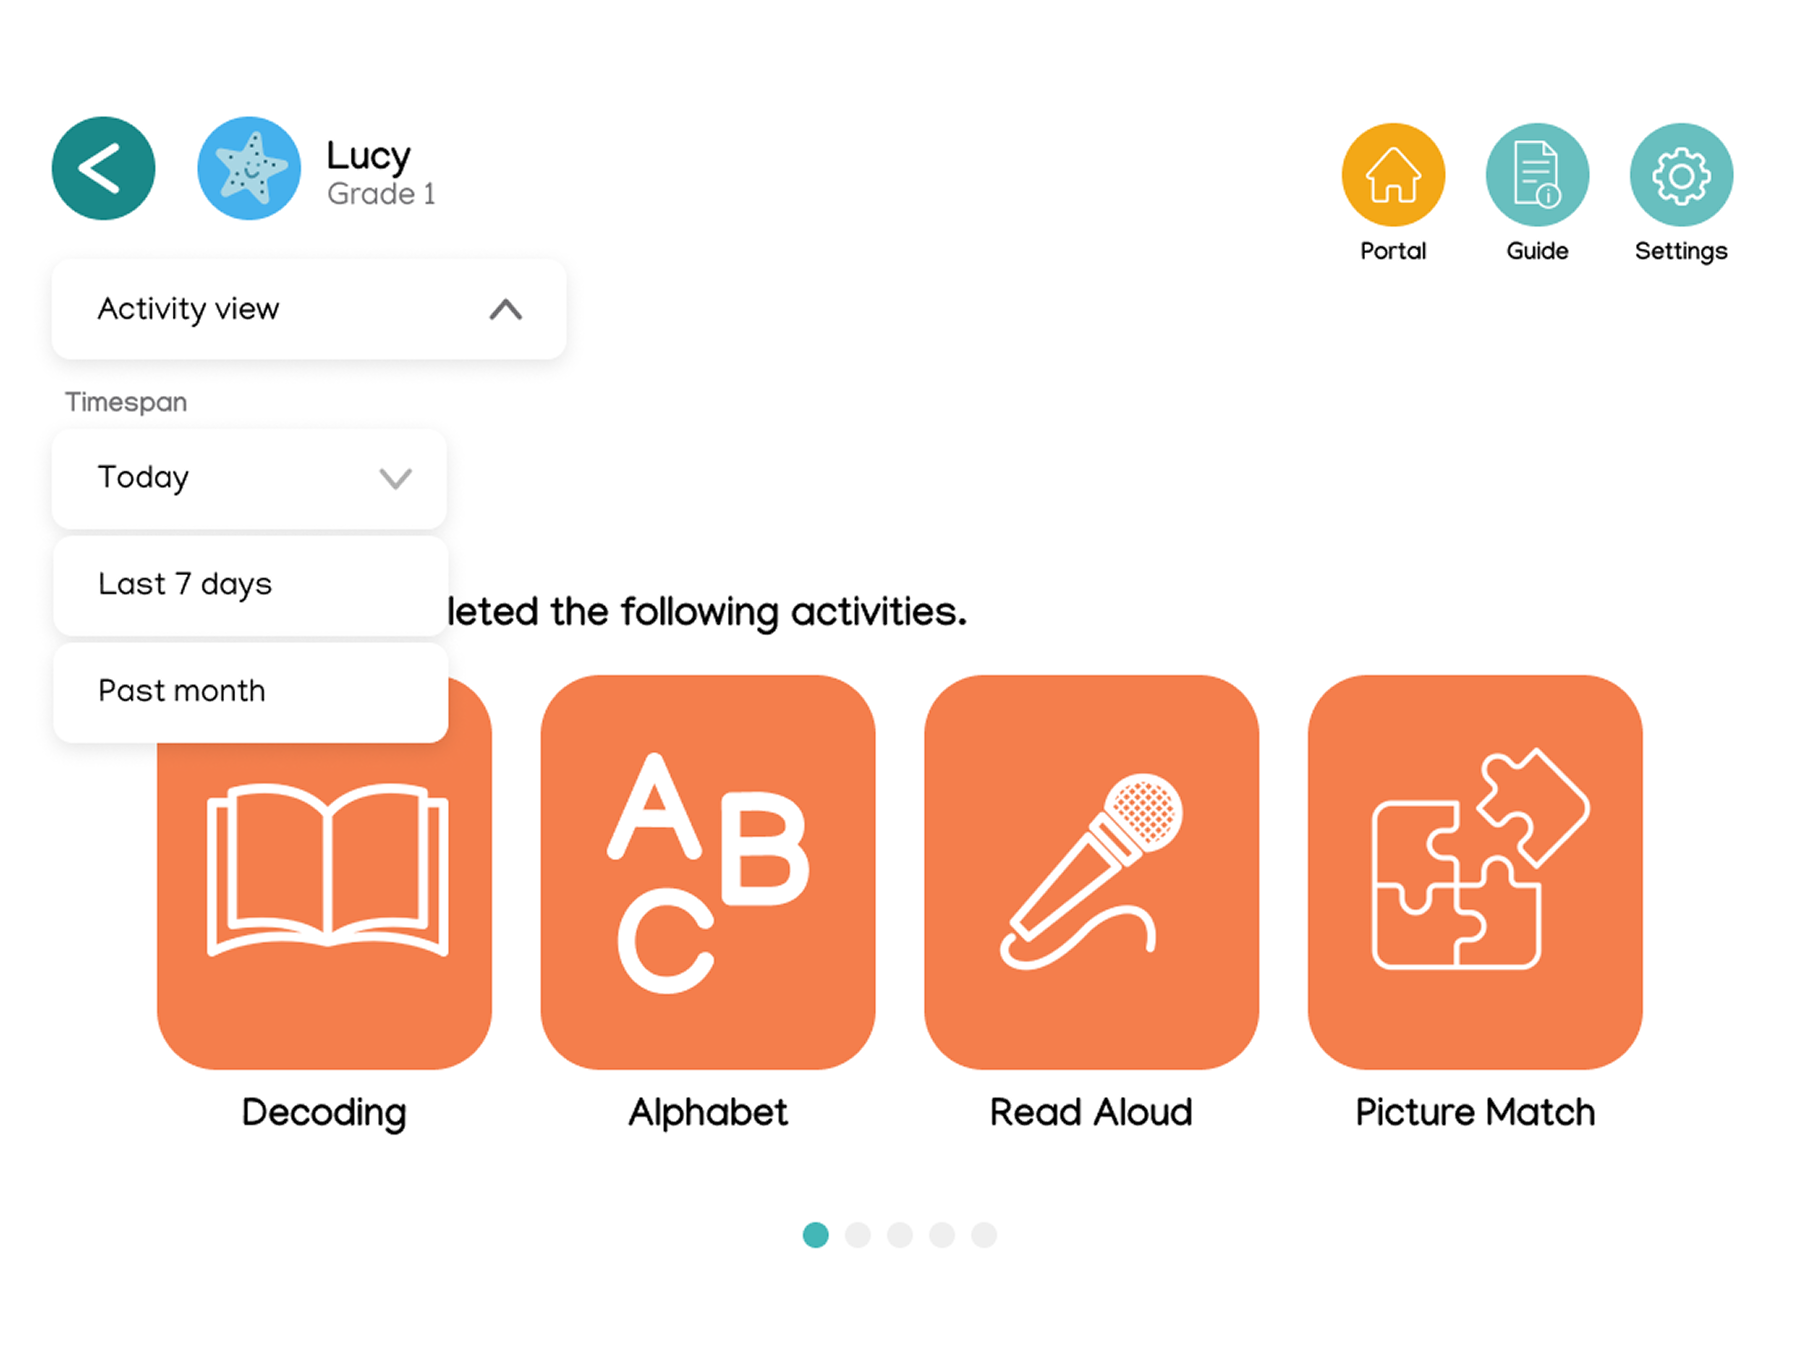 Lucy
Grade 1
Portal
Guide
Settings
Activity view
Timespan
Today
Last 7 days
leted the following activities.
Past month
A
B
C
Decoding
Alphabet
Read Aloud
Picture Match